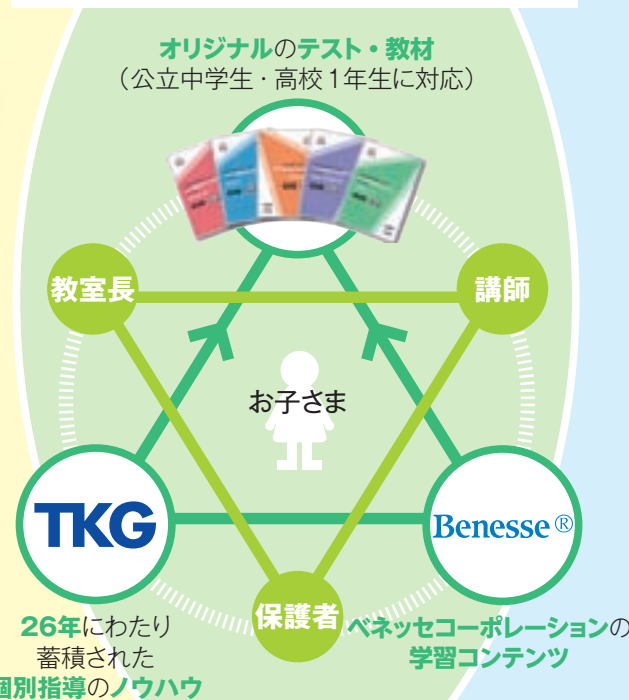 オリジナルのテスト・教材
（公立中学生・高校1年生に対応）
教室長
講師
お子さま
TKG
Benesse®
保護者
26年にわたり
蓄積された
個別指導のノウハウ
ベネッセコーポレーションの
学習コンテンツ